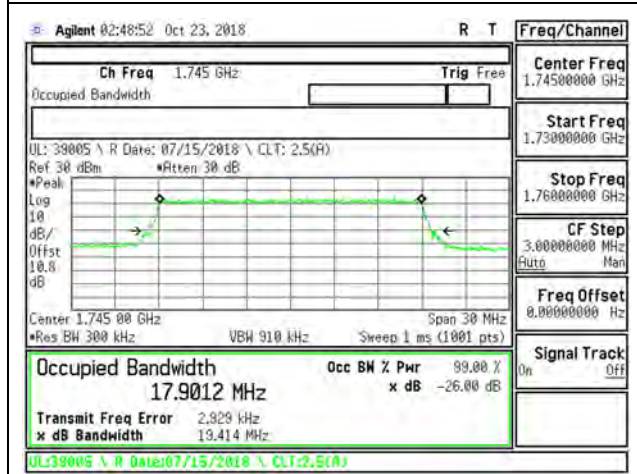 Agilent 02:48:52 Oct 23, 2018 R T Freq/Channel
Ch Freq 1.745 GHz Trig Free
Occupied Bandwidth
Center Freq
1.74500000 GHz
Start Freq
1.73000000 GHz
UL: 39005 \ R Date: 07/15/2018 \ CLT: 2.5(A)
Ref 30 dBm *Atten 30 dB
*Peak
Log
10
dB/
Offst
10.8
dB
Stop Freq
1.76000000 GHz
CF Step
3.00000000 MHz
Auto Man
Freq Offset
0.00000000 Hz
Center 1.745 00 GHz Span 30 MHz
*Res BW 300 kHz VBW 910 kHz Sweep 1 ms (1001 pts)
Signal Track
On Off
Occupied Bandwidth Occ BW % Pwr 99.00 %
17.9012 MHz x dB -26.00 dB
Transmit Freq Error 2.929 kHz
x dB Bandwidth 19.414 MHz
UL:39005 \ R Date:07/15/2018 \ CLT:2.5(A)